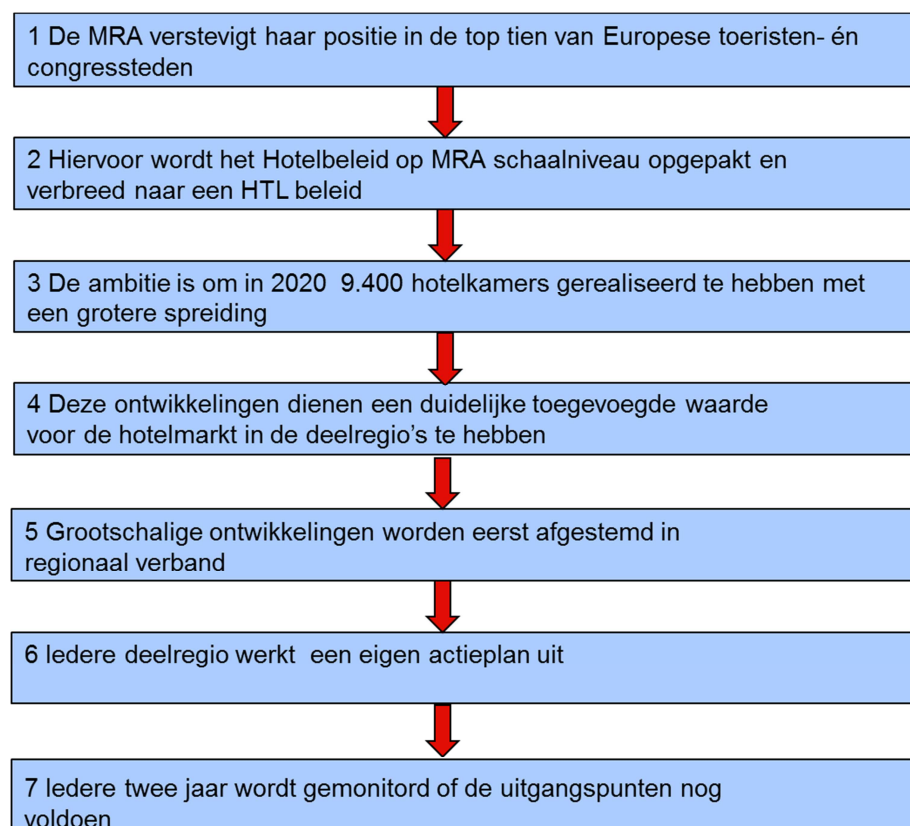 1 De MRA verstevigt haar positie in de top tien van Europese toeristen- én
congressteden
2 Hiervoor wordt het Hotelbeleid op MRA schaalniveau opgepakt en
verbreed naar een HTL beleid
3 De ambitie is om in 2020 9.400 hotelkamers gerealiseerd te hebben met
een grotere spreiding
4 Deze ontwikkelingen dienen een duidelijke toegevoegde waarde
voor de hotelmarkt in de deelregio's te hebben
5 Grootschalige ontwikkelingen worden eerst afgestemd in
regionaal verband
6 Iedere deelregio werkt een eigen actieplan uit
7 Iedere twee jaar wordt gemonitord of de uitgangspunten nog
voldoen